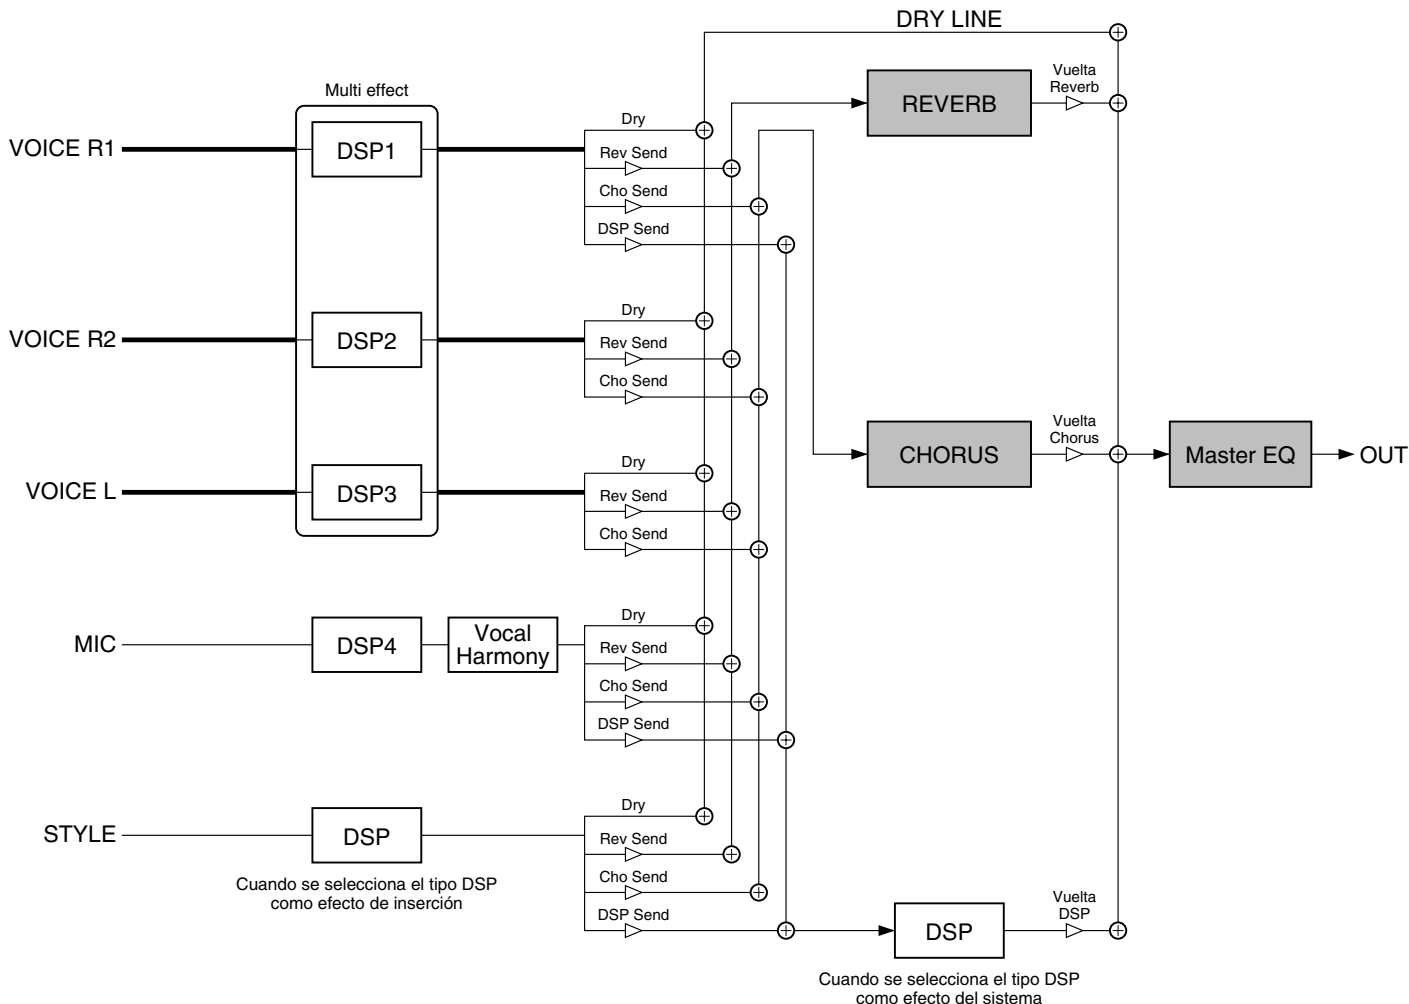 DRY LINE
Multi effect
VOICE R1
DSP1
Dry
Rev Send
Cho Send
DSP Send
REVERB
Vuelta
Reverb
VOICE R2
DSP2
Dry
Rev Send
Cho Send
VOICE L
DSP3
Dry
Rev Send
Cho Send
CHORUS
Vuelta
Chorus
Master EQ
OUT
MIC
DSP4
Vocal
Harmony
Dry
Rev Send
Cho Send
DSP Send
STYLE
DSP
Cuando se selecciona el tipo DSP
como efecto de inserción
Dry
Rev Send
Cho Send
DSP Send
DSP
Vuelta
DSP
Cuando se selecciona el tipo DSP
como efecto del sistema